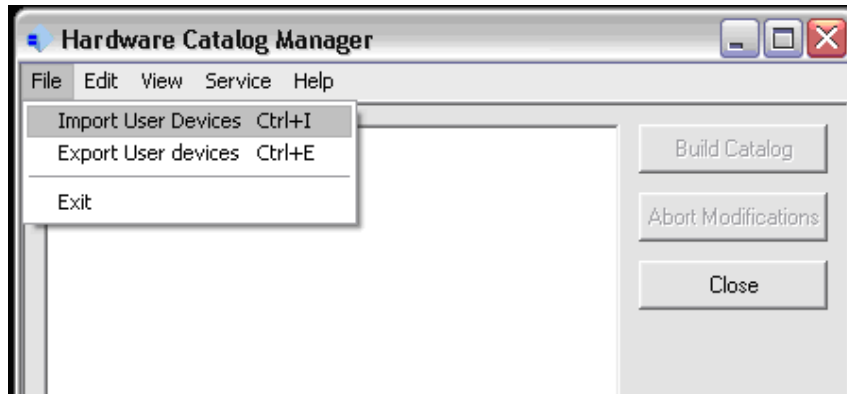 Hardware Catalog Manager
File Edit View Service Help
Import User Devices Ctrl+I
Export User devices Ctrl+E
Exit
Build Catalog
Abort Modifications
Close